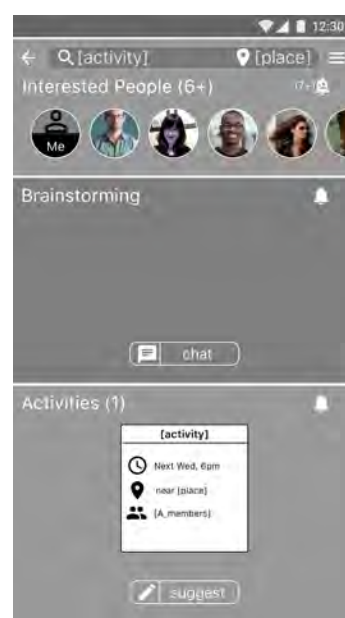 12:30
[activity] [place]
Interested People (6+)
(7+)
Me
Brainstorming
chat
Activities (1)
[activity]
Next Wed, 6pm
near [place]
[A_members]
suggest